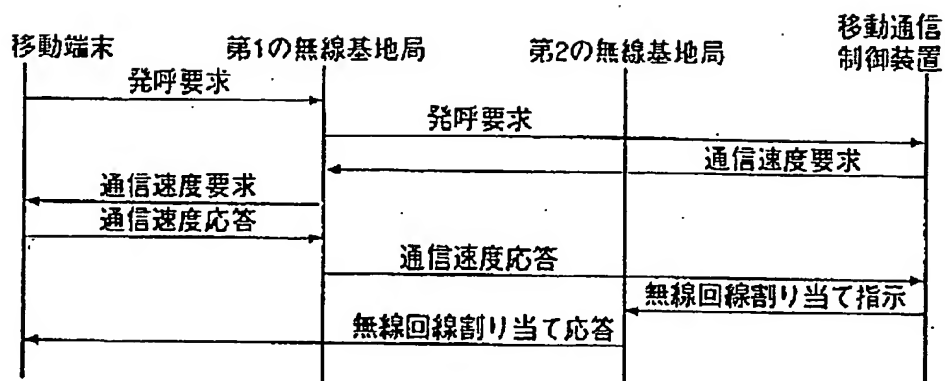 移動端末
第1の無線基地局
第2の無線基地局
移動通信
制御装置
発呼要求
発呼要求
通信速度要求
通信速度要求
通信速度応答
通信速度応答
無線回線割り当て指示
無線回線割り当て応答